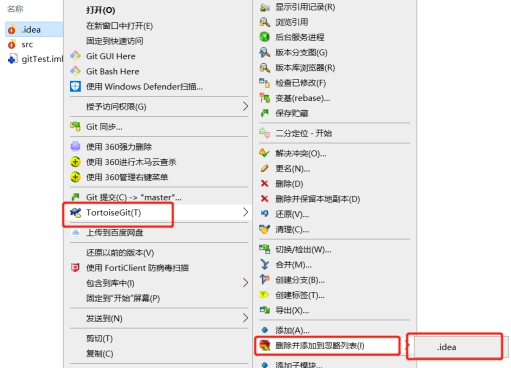 名称
.idea
src
gitTest.iml
打开(O)
在新窗口中打开(E)
固定到快速访问
Git GUI Here
Git Bash Here
使用 Windows Defender扫描...
授予访问权限(G)
Git 同步...
使用 360强力删除
使用 360进行木马云查杀
使用 360管理右键菜单
Git 提交(C) -> "master"...
TortoiseGit(T)
上传到百度网盘
还原以前的版本(V)
使用 FortiClient 防病毒扫描
包含到库中(I)
固定到"开始"屏幕(P)
发送到(N)
剪切(T)
复制(C)
显示引用记录(R)
浏览引用
后台服务进程
版本分支图(G)
版本库浏览器(R)
检查已修改(F)
变基(rebase)...
保存贮藏
二分定位 - 开始
解决冲突(O)...
更名(N)...
删除(D)
删除并保留本地副本(D)
还原(V)...
清理(C)...
切换/检出(W)...
合并(M)...
创建分支(B)...
创建标签(T)...
导出(X)...
添加(A)...
删除并添加到忽略列表(I)
添加子模块...
.idea